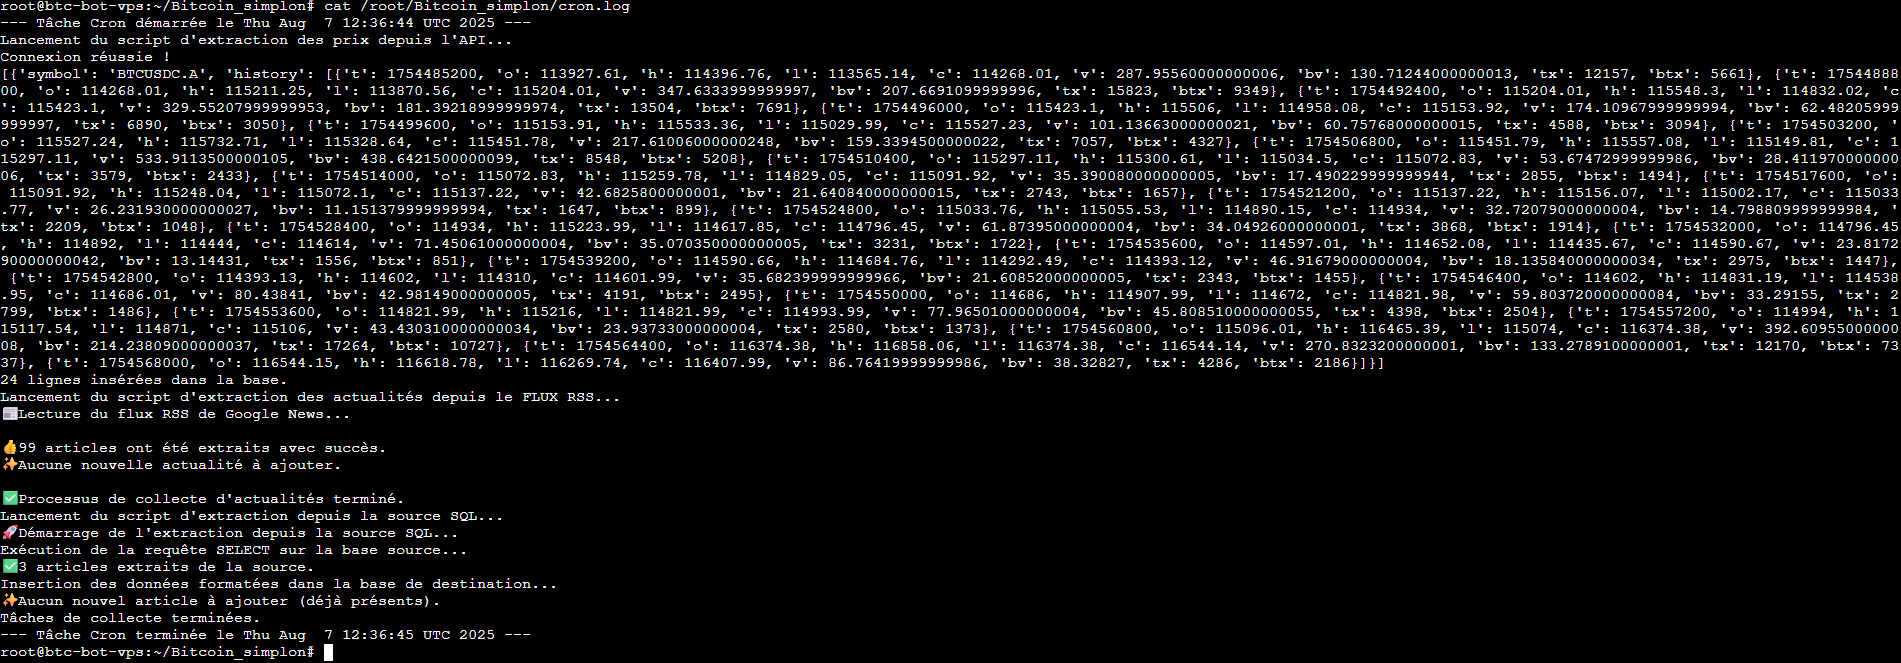 root@btc-bot-vps:~/Bitcoin_simplon# cat /root/Bitcoin_simplon/cron.log
--- Tâche Cron démarrée le Thu Aug  7 12:36:44 UTC 2025 ---
Lancement du script d'extraction des prix depuis l'API...
Connexion réussie !
[{'symbol': 'BTCUSDC.A', 'history': [{'t': 1754485200, 'o': 113927.61, 'h': 114396.76, 'l': 113565.14, 'c': 114268.01, 'v': 287.95560000000006, 'bv': 130.71244000000013, 'tx': 12157, 'btx': 5661}, {'t': 17544888
00, 'o': 114268.01, 'h': 115211.25, 'l': 113870.56, 'c': 115204.01, 'v': 347.6333999999997, 'bv': 207.6691099999996, 'tx': 15823, 'btx': 9349}, {'t': 1754492400, 'o': 115204.01, 'h': 115548.3, 'l': 114832.02, 'c
': 115423.1, 'v': 329.55207999999953, 'bv': 181.39218999999974, 'tx': 13504, 'btx': 7691}, {'t': 1754496000, 'o': 115423.1, 'h': 115506, 'l': 114958.08, 'c': 115153.92, 'v': 174.10967999999994, 'bv': 62.48205999
999997, 'tx': 6890, 'btx': 3050}, {'t': 1754499600, 'o': 115153.91, 'h': 115533.36, 'l': 115029.99, 'c': 115527.23, 'v': 101.13663000000021, 'bv': 60.75768000000015, 'tx': 4588, 'btx': 3094}, {'t': 1754503200, '
o': 115527.24, 'h': 115732.71, 'l': 115328.64, 'c': 115451.78, 'v': 217.61006000000248, 'bv': 159.3394500000022, 'tx': 7057, 'btx': 4327}, {'t': 1754506800, 'o': 115451.79, 'h': 115557.08, 'l': 115149.81, 'c': 1
15297.11, 'v': 533.9113500000105, 'bv': 438.6421500000099, 'tx': 8548, 'btx': 5208}, {'t': 1754510400, 'o': 115297.11, 'h': 115300.61, 'l': 115034.5, 'c': 115072.83, 'v': 53.67472999999986, 'bv': 28.411970000000
06, 'tx': 3579, 'btx': 2433}, {'t': 1754514000, 'o': 115072.83, 'h': 115259.78, 'l': 114829.05, 'c': 115091.92, 'v': 35.390080000000005, 'bv': 17.490229999999944, 'tx': 2855, 'btx': 1494}, {'t': 1754517600, 'o':
 115091.92, 'h': 115248.04, 'l': 115072.1, 'c': 115137.22, 'v': 42.6825800000001, 'bv': 21.640840000000015, 'tx': 2743, 'btx': 1657}, {'t': 1754521200, 'o': 115137.22, 'h': 115156.07, 'l': 115002.17, 'c': 115033
.77, 'v': 26.231930000000027, 'bv': 11.151379999999994, 'tx': 1647, 'btx': 899}, {'t': 1754524800, 'o': 115033.76, 'h': 115055.53, 'l': 114890.15, 'c': 114934, 'v': 32.72079000000004, 'bv': 14.798809999999984, '
tx': 2209, 'btx': 1048}, {'t': 1754528400, 'o': 114934, 'h': 115223.99, 'l': 114617.85, 'c': 114796.45, 'v': 61.87395000000004, 'bv': 34.04926000000001, 'tx': 3868, 'btx': 1914}, {'t': 1754532000, 'o': 114796.45
, 'h': 114892, 'l': 114444, 'c': 114614, 'v': 71.45061000000004, 'bv': 35.070350000000005, 'tx': 3231, 'btx': 1722}, {'t': 1754535600, 'o': 114597.01, 'h': 114652.08, 'l': 114435.67, 'c': 114590.67, 'v': 23.8172
90000000042, 'bv': 13.14431, 'tx': 1556, 'btx': 851}, {'t': 1754539200, 'o': 114590.66, 'h': 114684.76, 'l': 114292.49, 'c': 114393.12, 'v': 46.91679000000004, 'bv': 18.135840000000034, 'tx': 2975, 'btx': 1447},
 {'t': 1754542800, 'o': 114393.13, 'h': 114602, 'l': 114310, 'c': 114601.99, 'v': 35.682399999999966, 'bv': 21.60852000000005, 'tx': 2343, 'btx': 1455}, {'t': 1754546400, 'o': 114602, 'h': 114831.19, 'l': 114538
.95, 'c': 114686.01, 'v': 80.43841, 'bv': 42.98149000000005, 'tx': 4191, 'btx': 2495}, {'t': 1754550000, 'o': 114686, 'h': 114907.99, 'l': 114672, 'c': 114821.98, 'v': 59.803720000000084, 'bv': 33.29155, 'tx': 2
799, 'btx': 1486}, {'t': 1754553600, 'o': 114821.99, 'h': 115216, 'l': 114821.99, 'c': 114993.99, 'v': 77.96501000000004, 'bv': 45.808510000000055, 'tx': 4398, 'btx': 2504}, {'t': 1754557200, 'o': 114994, 'h': 1
15117.54, 'l': 114871, 'c': 115106, 'v': 43.430310000000034, 'bv': 23.93733000000004, 'tx': 2580, 'btx': 1373}, {'t': 1754560800, 'o': 115096.01, 'h': 116465.39, 'l': 115074, 'c': 116374.38, 'v': 392.60955000000
08, 'bv': 214.23809000000037, 'tx': 17264, 'btx': 10727}, {'t': 1754564400, 'o': 116374.38, 'h': 116858.06, 'l': 116374.38, 'c': 116544.14, 'v': 270.8323200000001, 'bv': 133.2789100000001, 'tx': 12170, 'btx': 73
37}, {'t': 1754568000, 'o': 116544.15, 'h': 116618.78, 'l': 116269.74, 'c': 116407.99, 'v': 86.76419999999986, 'bv': 38.32827, 'tx': 4286, 'btx': 2186}]}]
24 lignes insérées dans la base.
Lancement du script d'extraction des actualités depuis le FLUX RSS...
📰Lecture du flux RSS de Google News...
👍99 articles ont été extraits avec succès.
✨Aucune nouvelle actualité à ajouter.
✅Processus de collecte d'actualités terminé.
Lancement du script d'extraction depuis la source SQL...
🚀Démarrage de l'extraction depuis la source SQL...
Exécution de la requête SELECT sur la base source...
✅3 articles extraits de la source.
Insertion des données formatées dans la base de destination...
✨Aucun nouvel article à ajouter (déjà présents).
Tâches de collecte terminées.
--- Tâche Cron terminée le Thu Aug  7 12:36:45 UTC 2025 ---
root@btc-bot-vps:~/Bitcoin_simplon#